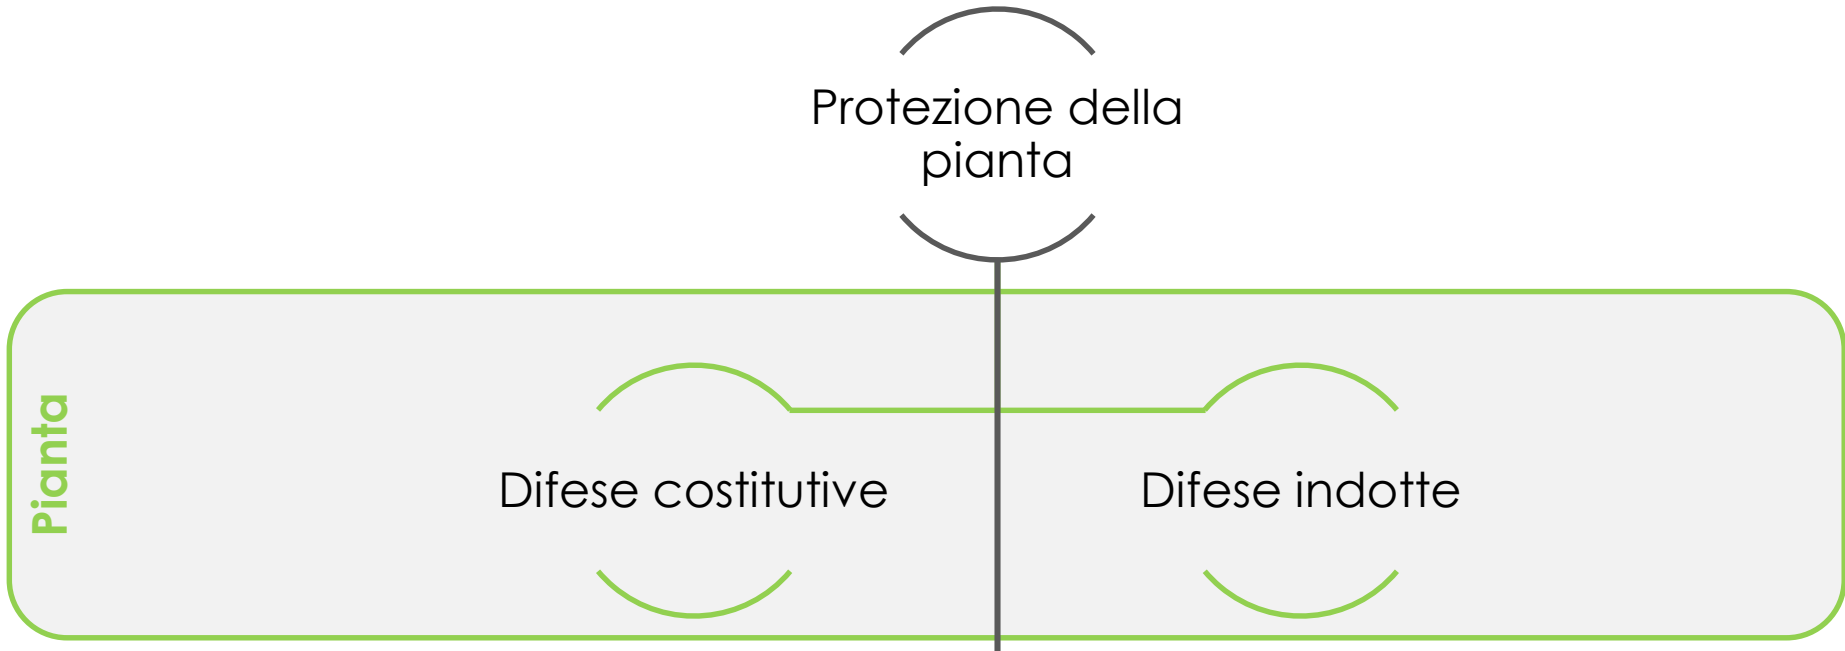 Protezione della
pianta
Pianta
Difese costitutive
Difese indotte